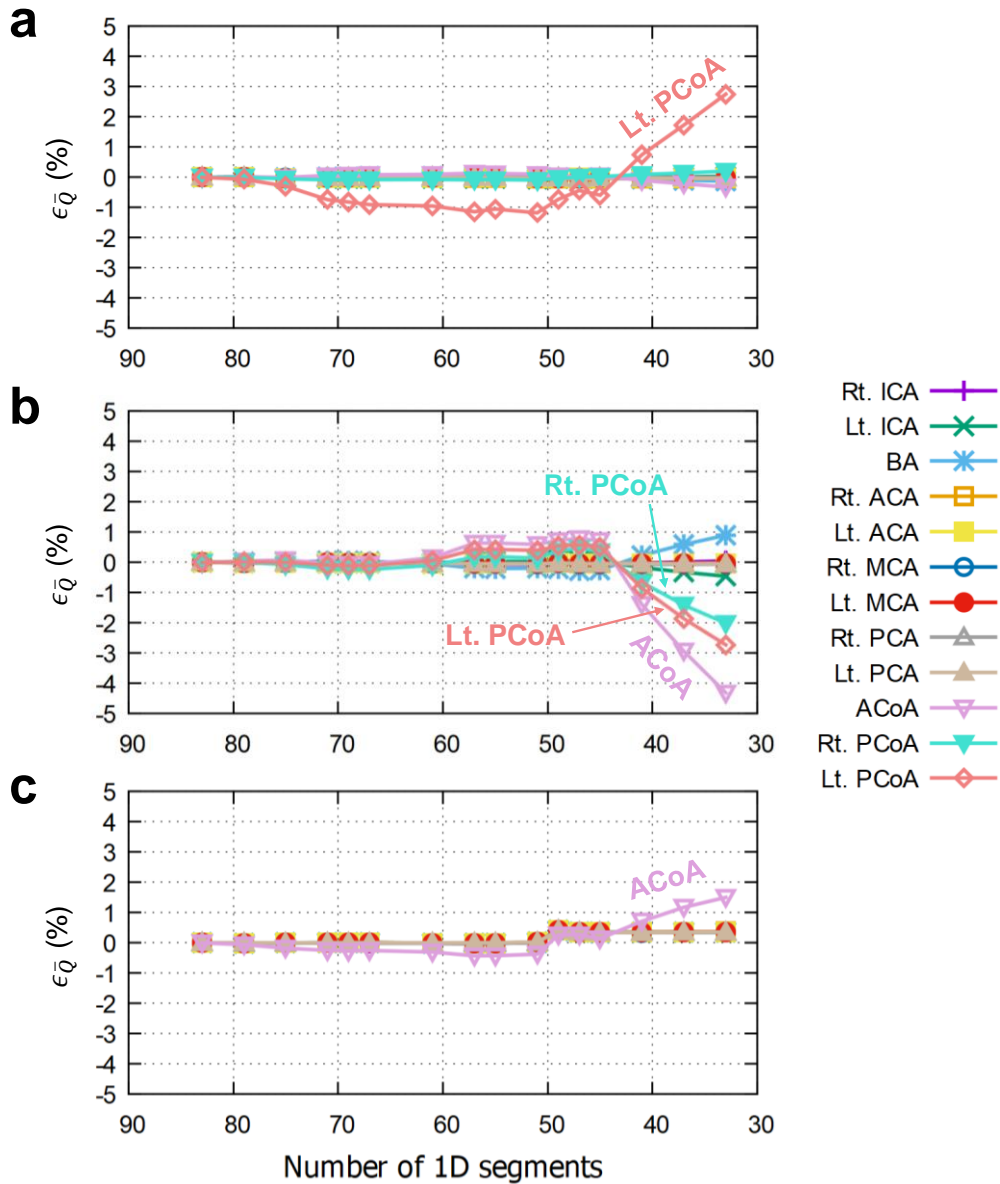 a
5
4
3
2
1
0
-1
-2
-3
-4
-5
ϵQ̄ (%)
Lt. PCoA
90 80 70 60 50 40 30
b
5
4
3
2
1
0
-1
-2
-3
-4
-5
ϵQ̄ (%)
Rt. PCoA
Lt. PCoA
ACoA
90 80 70 60 50 40 30
Rt. ICA
Lt. ICA
BA
Rt. ACA
Lt. ACA
Rt. MCA
Lt. MCA
Rt. PCA
Lt. PCA
ACoA
Rt. PCoA
Lt. PCoA
c
5
4
3
2
1
0
-1
-2
-3
-4
-5
ϵQ̄ (%)
ACoA
90 80 70 60 50 40 30
Number of 1D segments